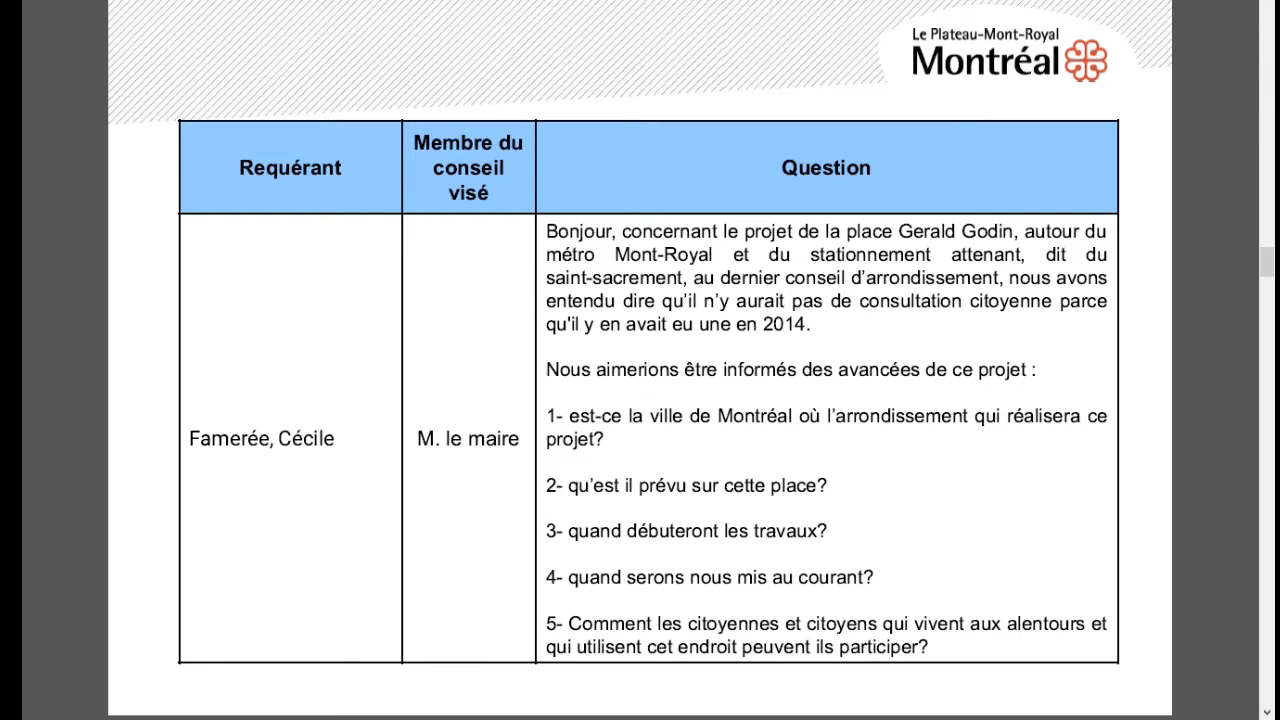 Le Plateau-Mont-Royal
Montréal
Requérant
Membre du
conseil
visé
Question
Famerée, Cécile
M. le maire
Bonjour, concernant le projet de la place Gerald Godin, autour du
métro Mont-Royal et du stationnement attenant, dit du
saint-sacrement, au dernier conseil d’arrondissement, nous avons
entendu dire qu’il n’y aurait pas de consultation citoyenne parce
qu'il y en avait eu une en 2014.
Nous aimerions être informés des avancées de ce projet :
1- est-ce la ville de Montréal où l’arrondissement qui réalisera ce
projet?
2- qu’est il prévu sur cette place?
3- quand débuteront les travaux?
4- quand serons nous mis au courant?
5- Comment les citoyennes et citoyens qui vivent aux alentours et
qui utilisent cet endroit peuvent ils participer?